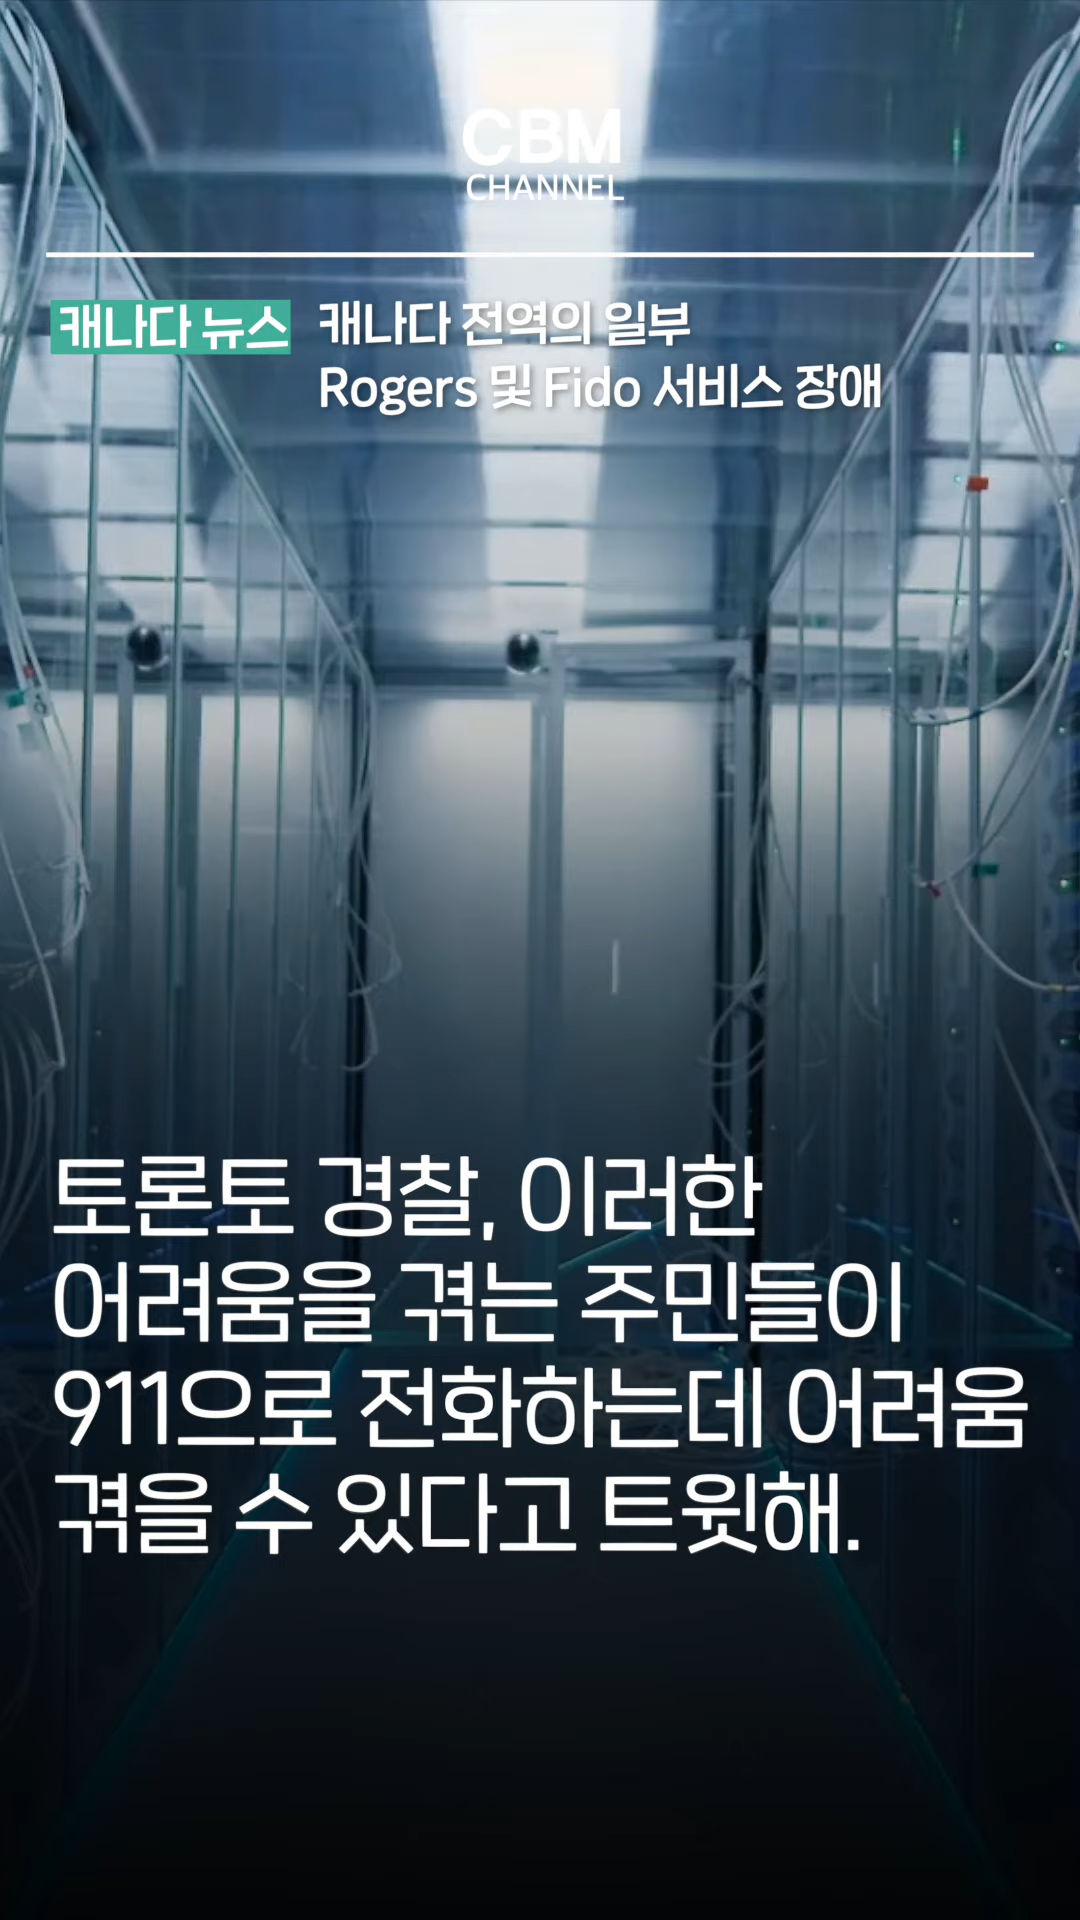 CBM
CHANNEL
캐나다 뉴스
캐나다 전역의 일부
Rogers 및 Fido 서비스 장애
토론토 경찰, 이러한
어려움을 겪는 주민들이
911으로 전화하는데 어려움
겪을 수 있다고 트윗해.